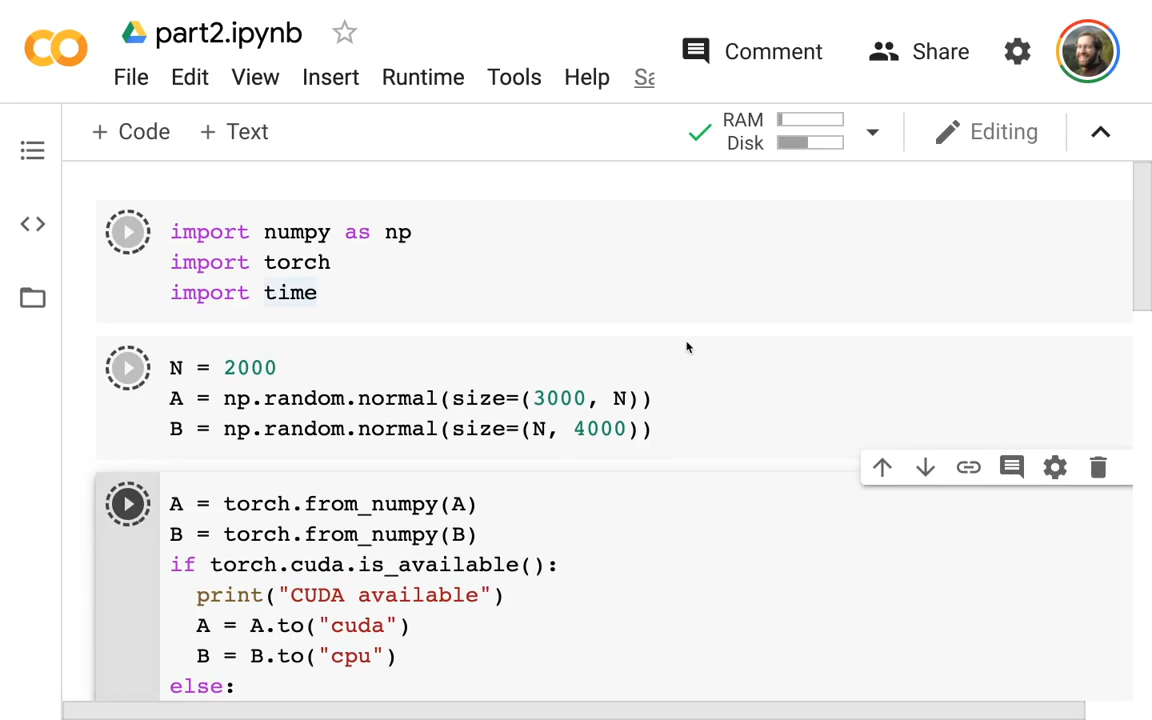 part2.ipynb
Comment
Share
File Edit View Insert Runtime Tools Help Sa
+ Code + Text
RAM
Disk
Editing
import numpy as np
import torch
import time
N = 2000
A = np.random.normal(size=(3000, N))
B = np.random.normal(size=(N, 4000))
A = torch.from_numpy(A)
B = torch.from_numpy(B)
if torch.cuda.is_available():
  print("CUDA available")
  A = A.to("cuda")
  B = B.to("cpu")
else: